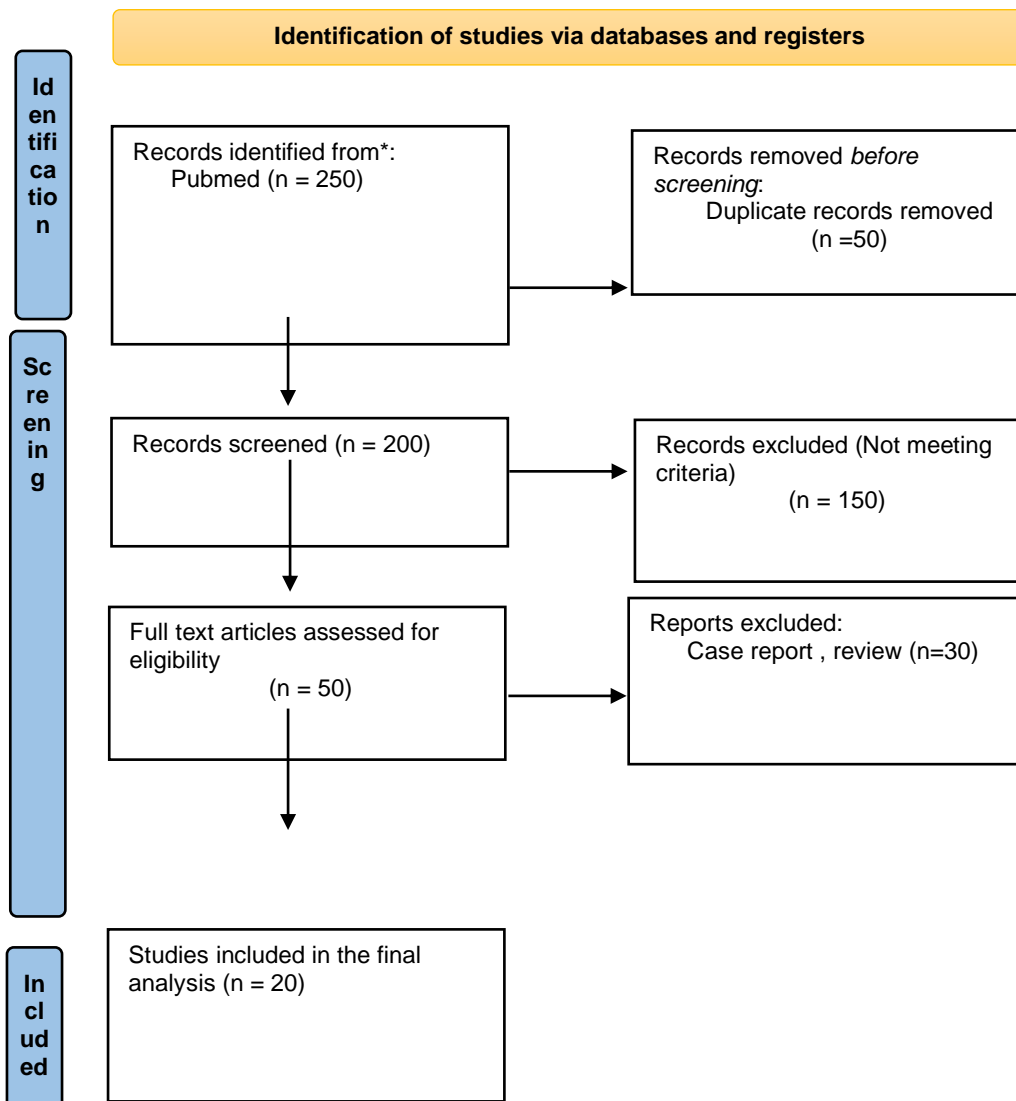 Identification of studies via databases and registers
Id
en
tifi
ca
tio
n
Records identified from*:
Pubmed (n = 250)
Records removed before
screening:
Duplicate records removed
(n =50)
Sc
re
en
in
g
Records screened (n = 200)
Records excluded (Not meeting
criteria)
(n = 150)
Full text articles assessed for
eligibility
(n = 50)
Reports excluded:
Case report , review (n=30)
In
cl
ud
ed
Studies included in the final
analysis (n = 20)